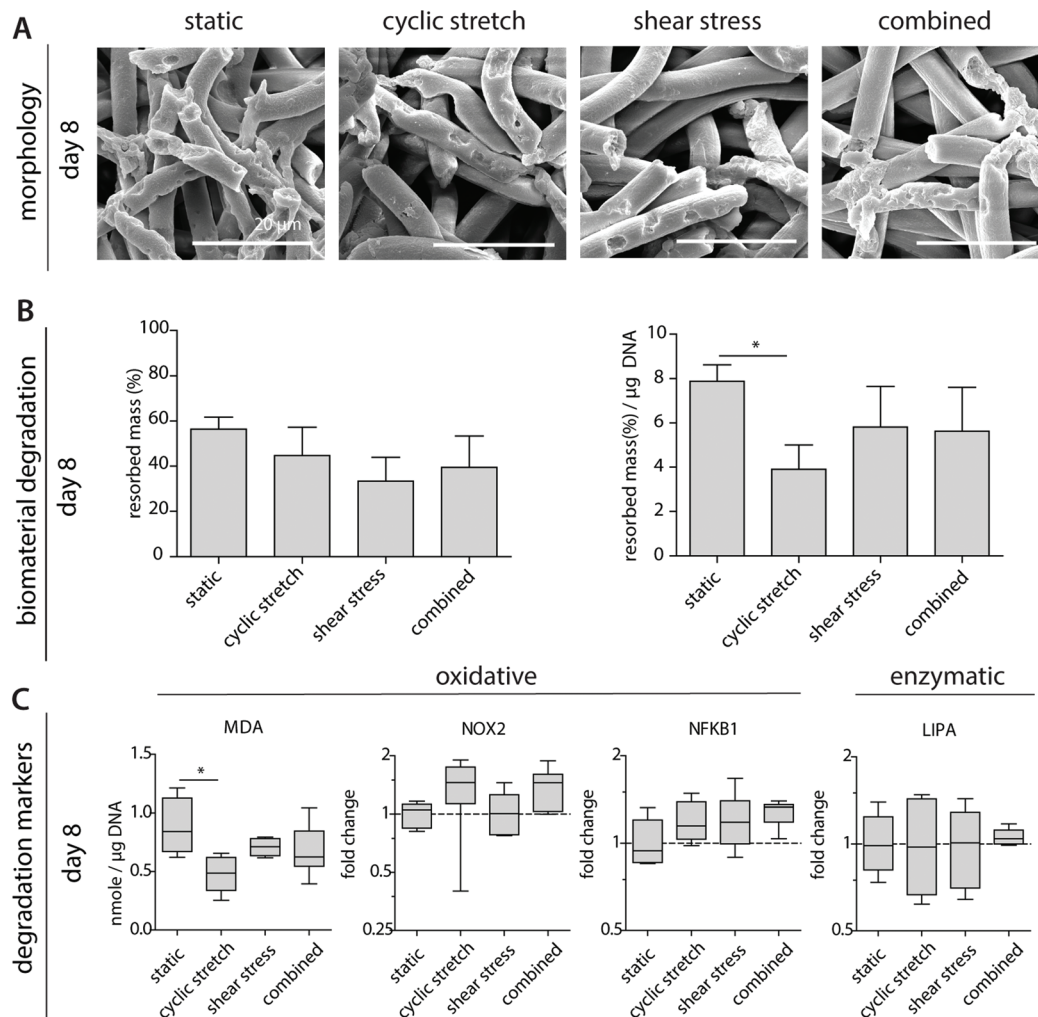 A
static
cyclic stretch
shear stress
combined
morphology
day 8
20 μm
B
biomaterial degradation
day 8
resorbed mass (%)
100
80
60
40
20
0
static
cyclic stretch
shear stress
combined
resorbed mass(%) / μg DNA
10
8
6
4
2
0
*
static
cyclic stretch
shear stress
combined
C
degradation markers
day 8
oxidative
enzymatic
MDA
nmole / μg DNA
1.5
1.0
0.5
0.0
*
static
cyclic stretch
shear stress
combined
NOX2
fold change
2
1
0.5
0.25
static
cyclic stretch
shear stress
combined
NFKB1
fold change
2
1
0.5
static
cyclic stretch
shear stress
combined
LIPA
fold change
2
1
0.5
static
cyclic stretch
shear stress
combined